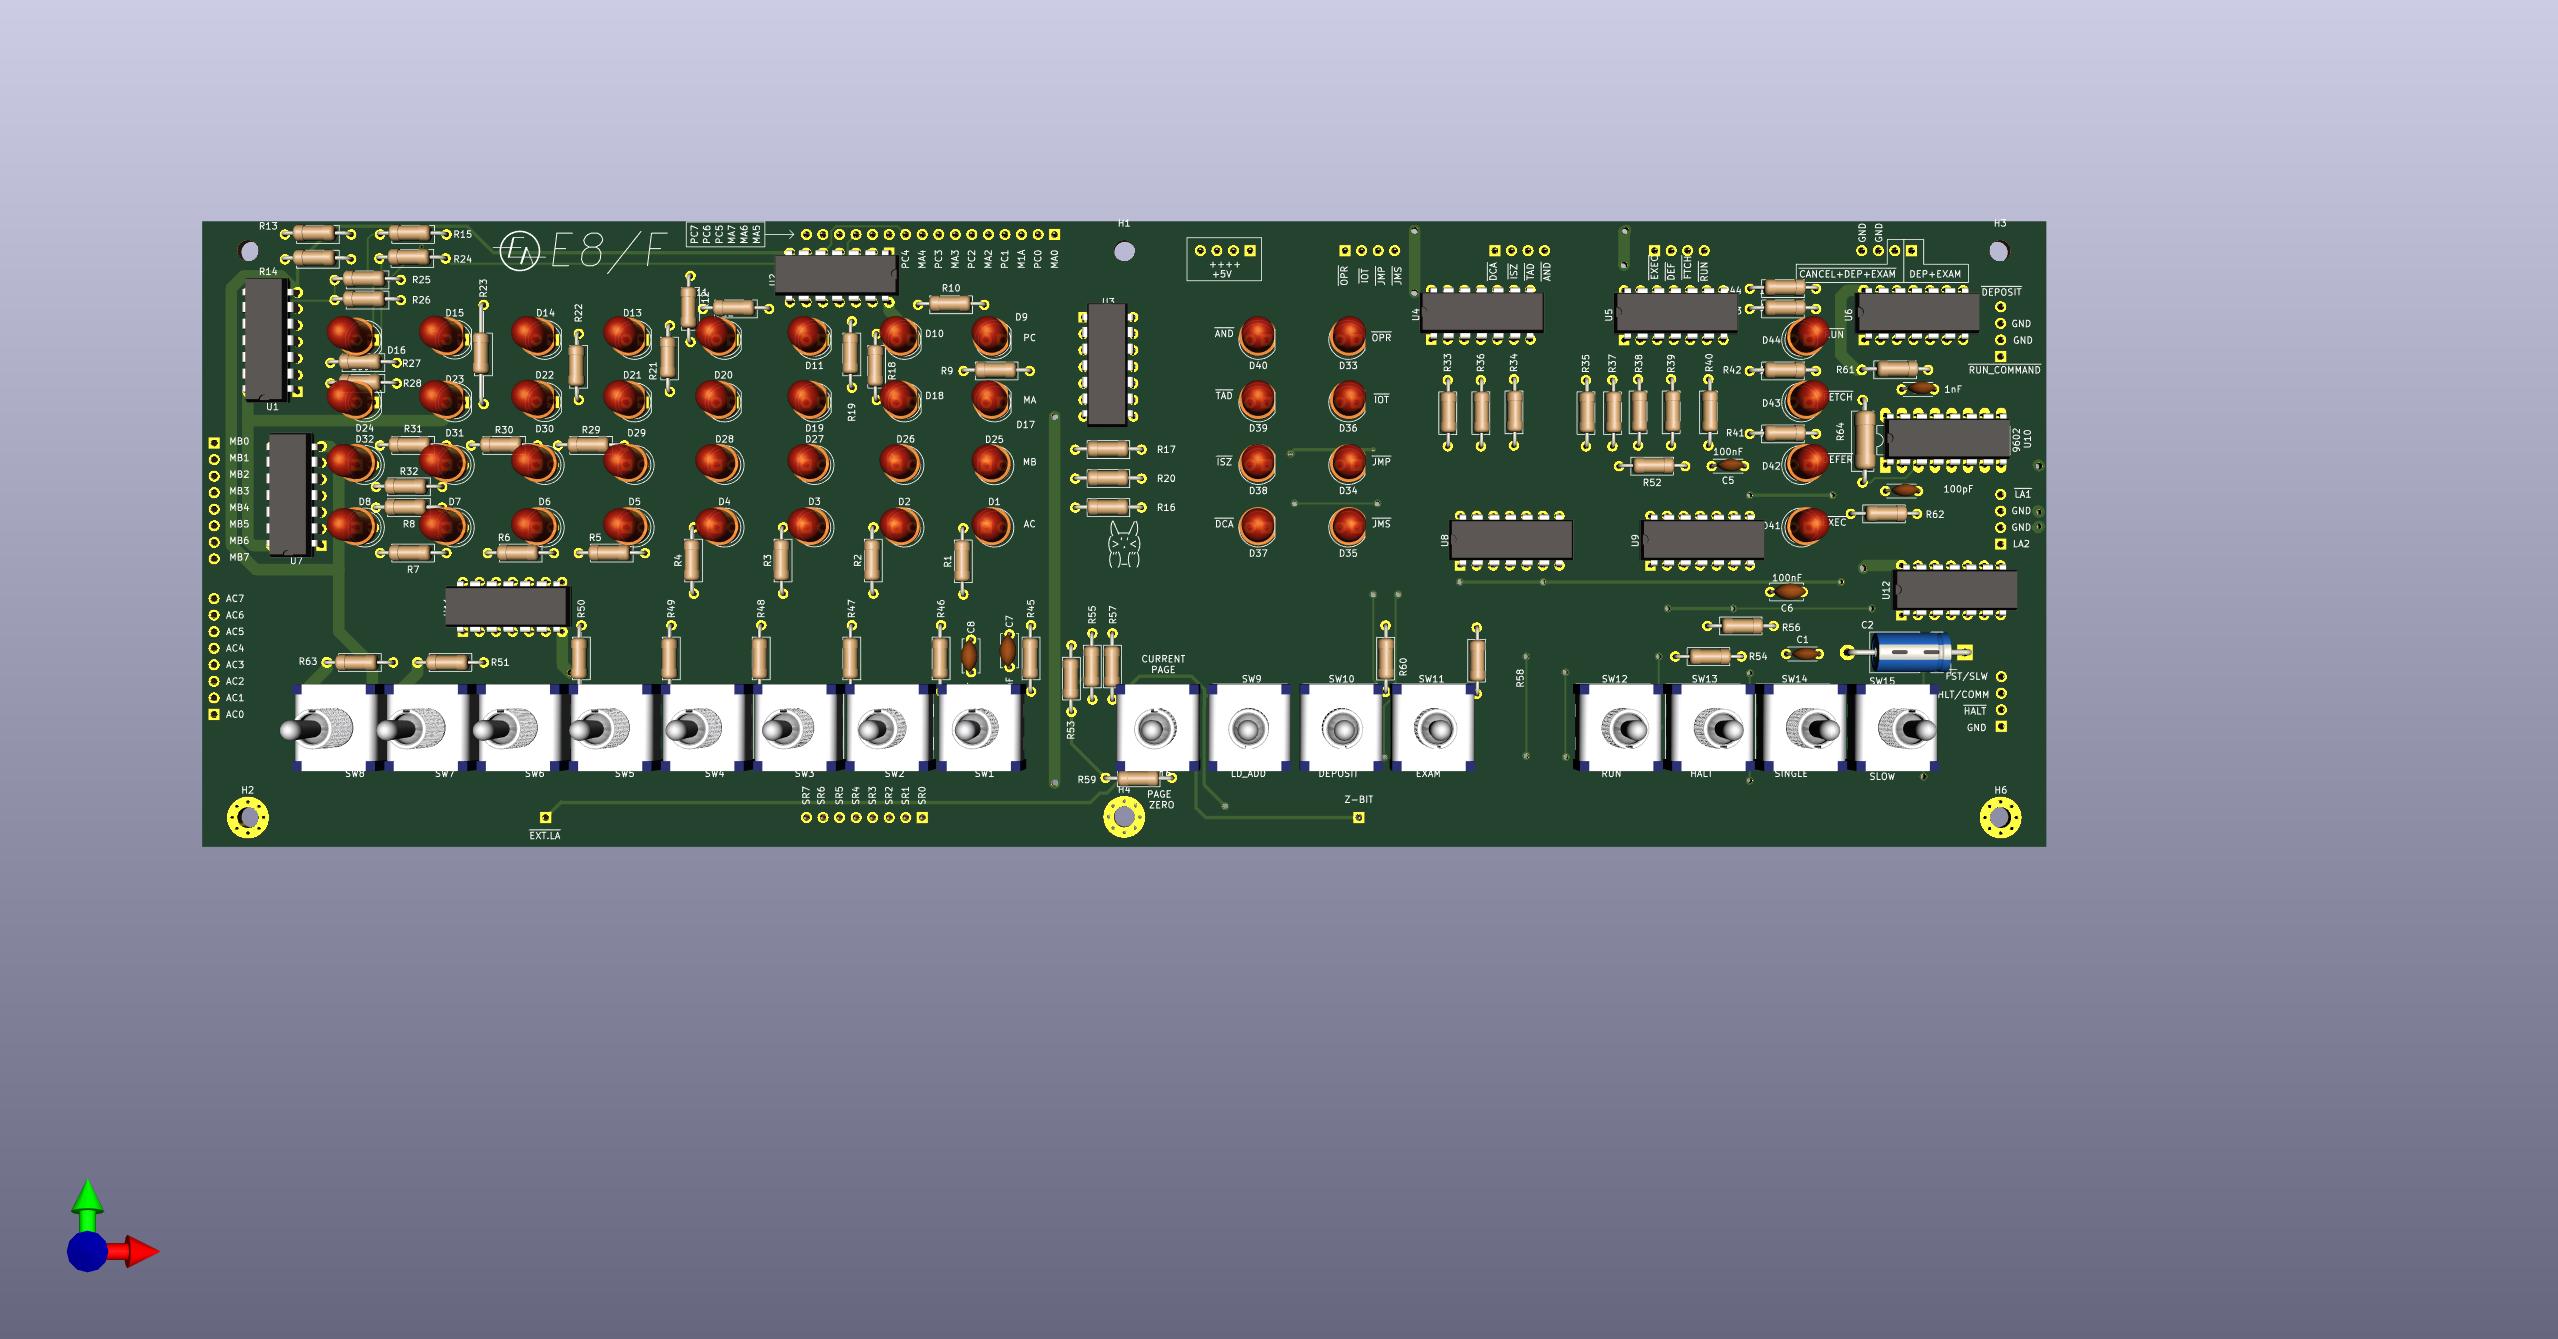 R13
R15
R14
R24
R25
R26
E8/F
PC7
PC6
PC5
MA7
MA6
MA5
PC4
MA4
PC3
MA3
PC2
MA2
PC1
M1A
PC0
MA0
H1
++++
+5V
OPR
IOT
JMP
JMS
DCA
ISZ
TAD
AND
EXEC
DEF
FTCH
RUN
GND
GND
CANCEL+DEP+EXAM
DEP+EXAM
H3
DEPOSIT
GND
GND
RUN_COMMAND
U1
U2
U3
U4
U5
U6
R23
R22
R21
R10
R19
R18
R9
D15
D14
D13
D16
D11
D10
D9
PC
R27
R28
D23
D22
D21
D20
D19
D18
MA
D17
AND
D40
D33
OPR
TAD
D39
D36
IOT
ISZ
D38
D34
JMP
DCA
D37
D35
JMS
R33
R36
R34
R35
R37
R38
R39
R40
D44
R42
R61
1nF
D43
R41
R64
9602
U10
D42
R52
100nF
C5
100pF
R62
LA1
GND
GND
LA2
MB0
MB1
MB2
MB3
MB4
MB5
MB6
MB7
D24
D32
R31
D31
R30
D30
R29
D29
D28
D27
D26
D25
MB
R32
R17
R20
R16
D8
R8
D7
D6
D5
D4
D3
D2
D1
AC
U7
R7
R6
R5
R4
R3
R2
R1
U8
U9
U12
100nF
C6
AC7
AC6
AC5
AC4
AC3
AC2
AC1
AC0
R63
R51
R50
R49
R48
R47
R46
C8
C7
R45
R55
R57
R53
CURRENT
PAGE
R60
R58
R56
R54
C1
C2
SW9
SW10
SW11
SW12
SW13
SW14
SW15
FST/SLW
HLT/COMM
HALT
GND
SW8
SW7
SW6
SW5
SW4
SW3
SW2
SW1
R59
LD_ADD
DEPOSIT
EXAM
RUN
HALT
SINGLE
SLOW
H2
EXT.LA
SR7
SR6
SR5
SR4
SR3
SR2
SR1
SR0
H4
PAGE
ZERO
Z-BIT
H6